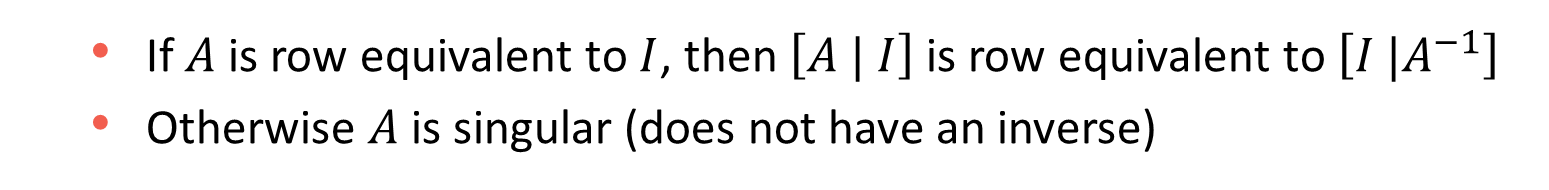 • If A is row equivalent to I, then [A | I] is row equivalent to [I |A⁻¹]
• Otherwise A is singular (does not have an inverse)